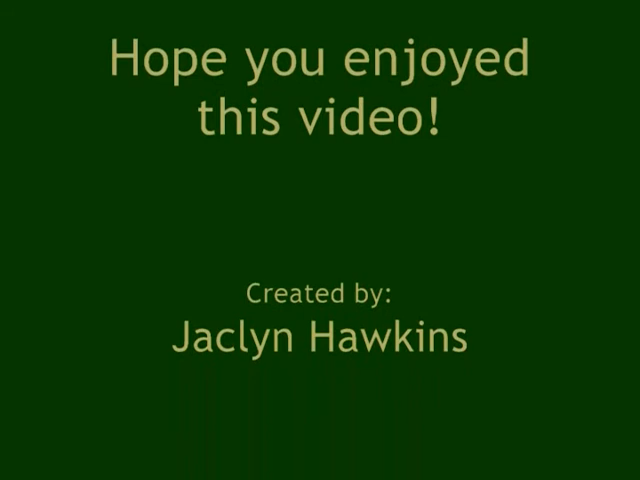 Hope you enjoyed
this video!
Created by:
Jaclyn Hawkins